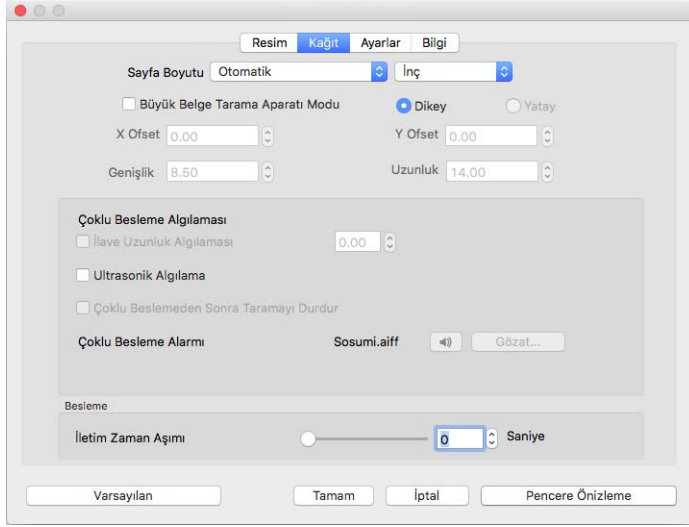 Resim Kağıt Ayarlar Bilgi
Sayfa Boyutu Otomatik İnç
Büyük Belge Tarama Aparatı Modu Dikey Yatay
X Ofset 0.00 Y Ofset 0.00
Genişlik 8.50 Uzunluk 14.00
Çoklu Besleme Algılaması
İlave Uzunluk Algılaması 0.00
Ultrasonik Algılama
Çoklu Beslemeden Sonra Taramayı Durdur
Çoklu Besleme Alarmı Sosumi.aiff Gözat...
Besleme
İletim Zaman Aşımı 0 Saniye
Varsayılan Tamam İptal Pencere Önizleme